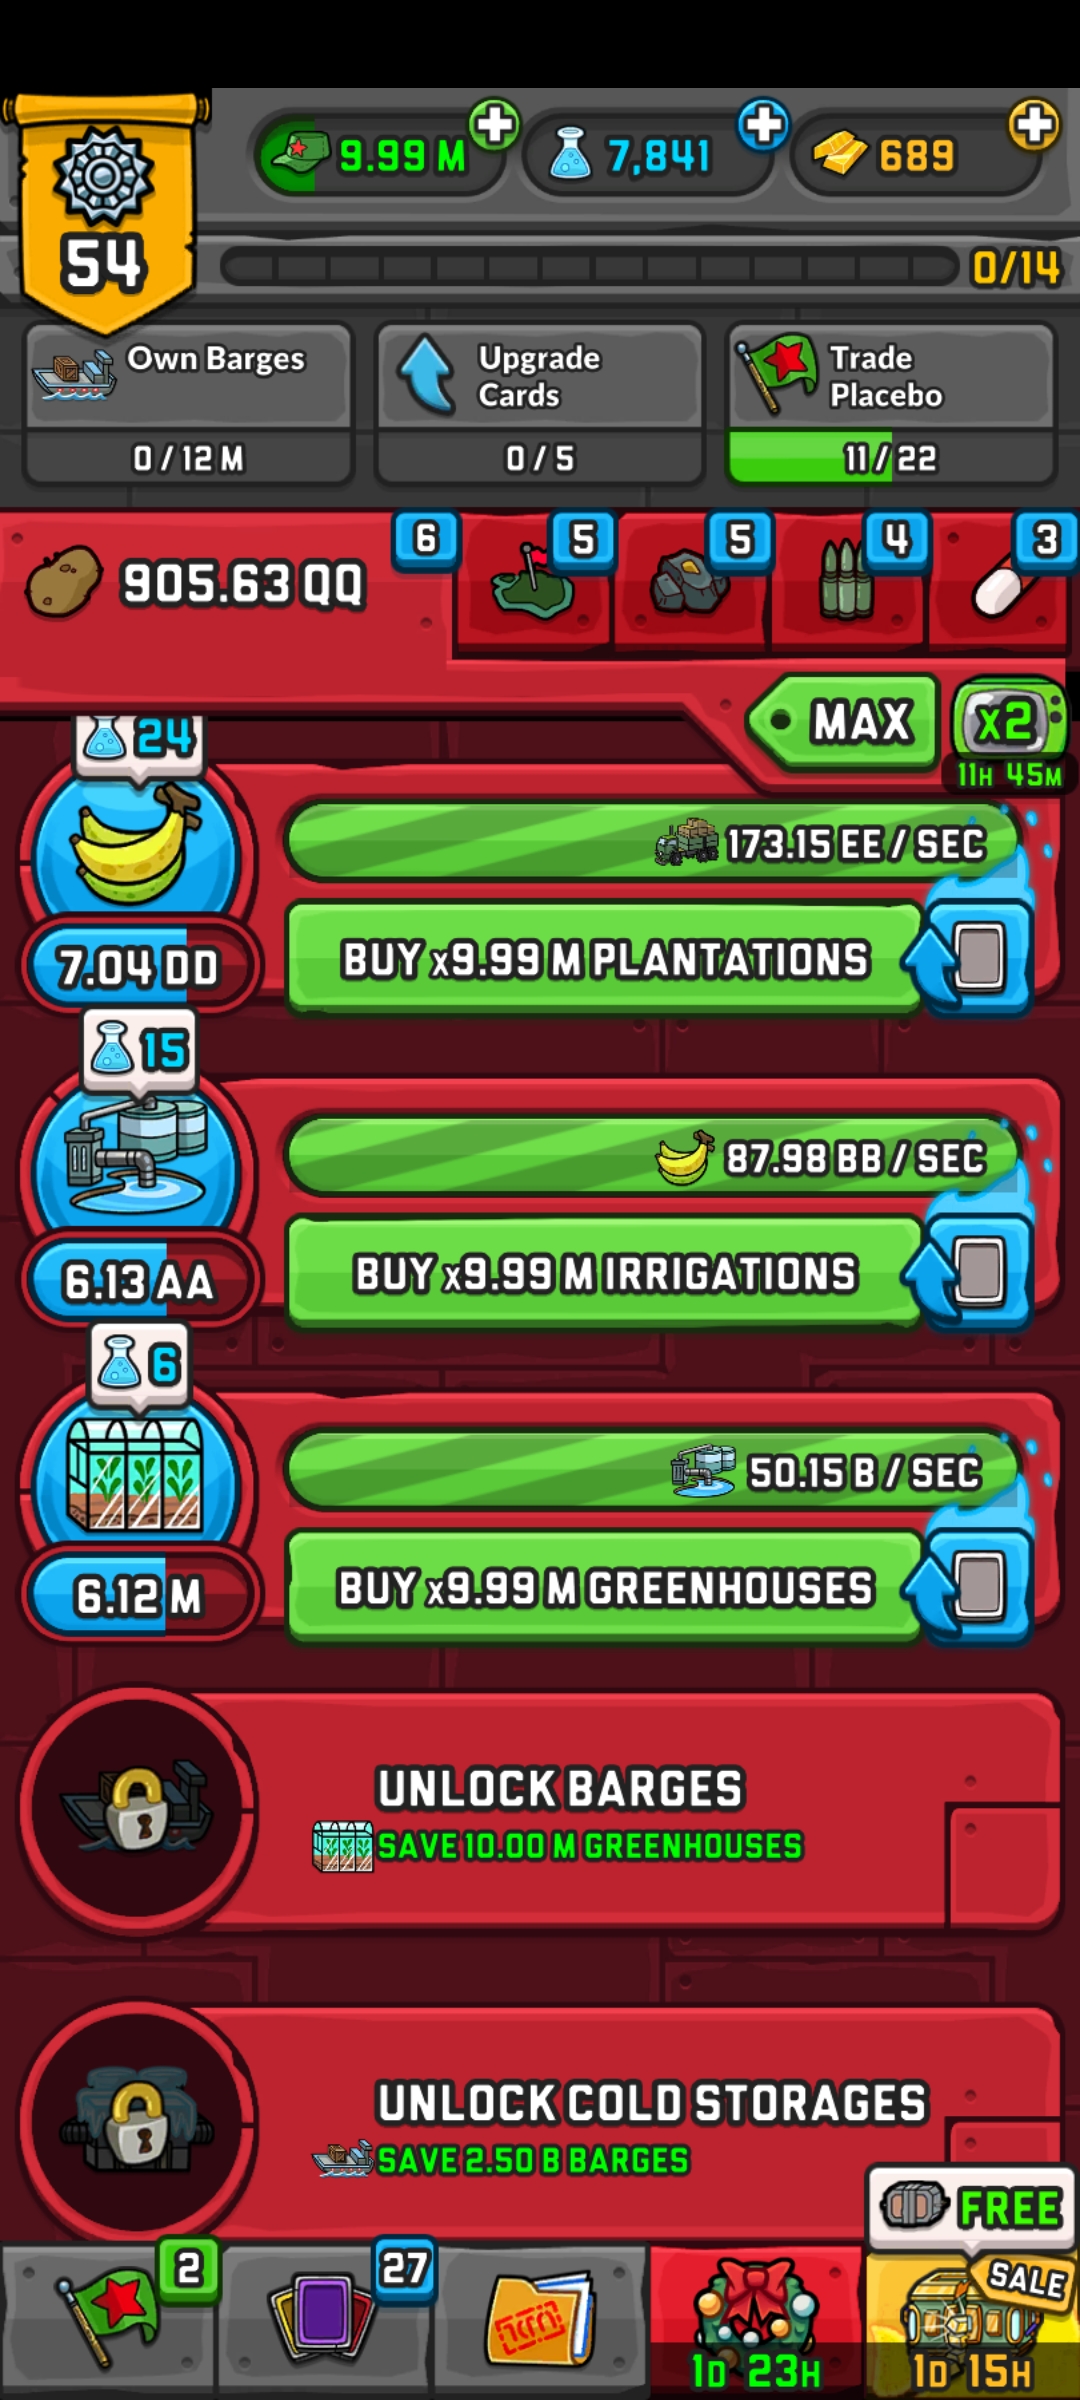 9.99 M
7,841
689
54
0/14
Own Barges
0 / 12 M
Upgrade
Cards
0 / 5
Trade
Placebo
11 / 22
905.63 QQ
6
5
5
4
3
MAX
x2
11H 45M
24
173.15 EE / SEC
7.04 DD
BUY x9.99 M PLANTATIONS
15
87.98 BB / SEC
6.13 AA
BUY x9.99 M IRRIGATIONS
6
50.15 B / SEC
6.12 M
BUY x9.99 M GREENHOUSES
UNLOCK BARGES
SAVE 10.00 M GREENHOUSES
UNLOCK COLD STORAGES
SAVE 2.50 B BARGES
FREE
2
27
SALE
1D 23H
1D 15H